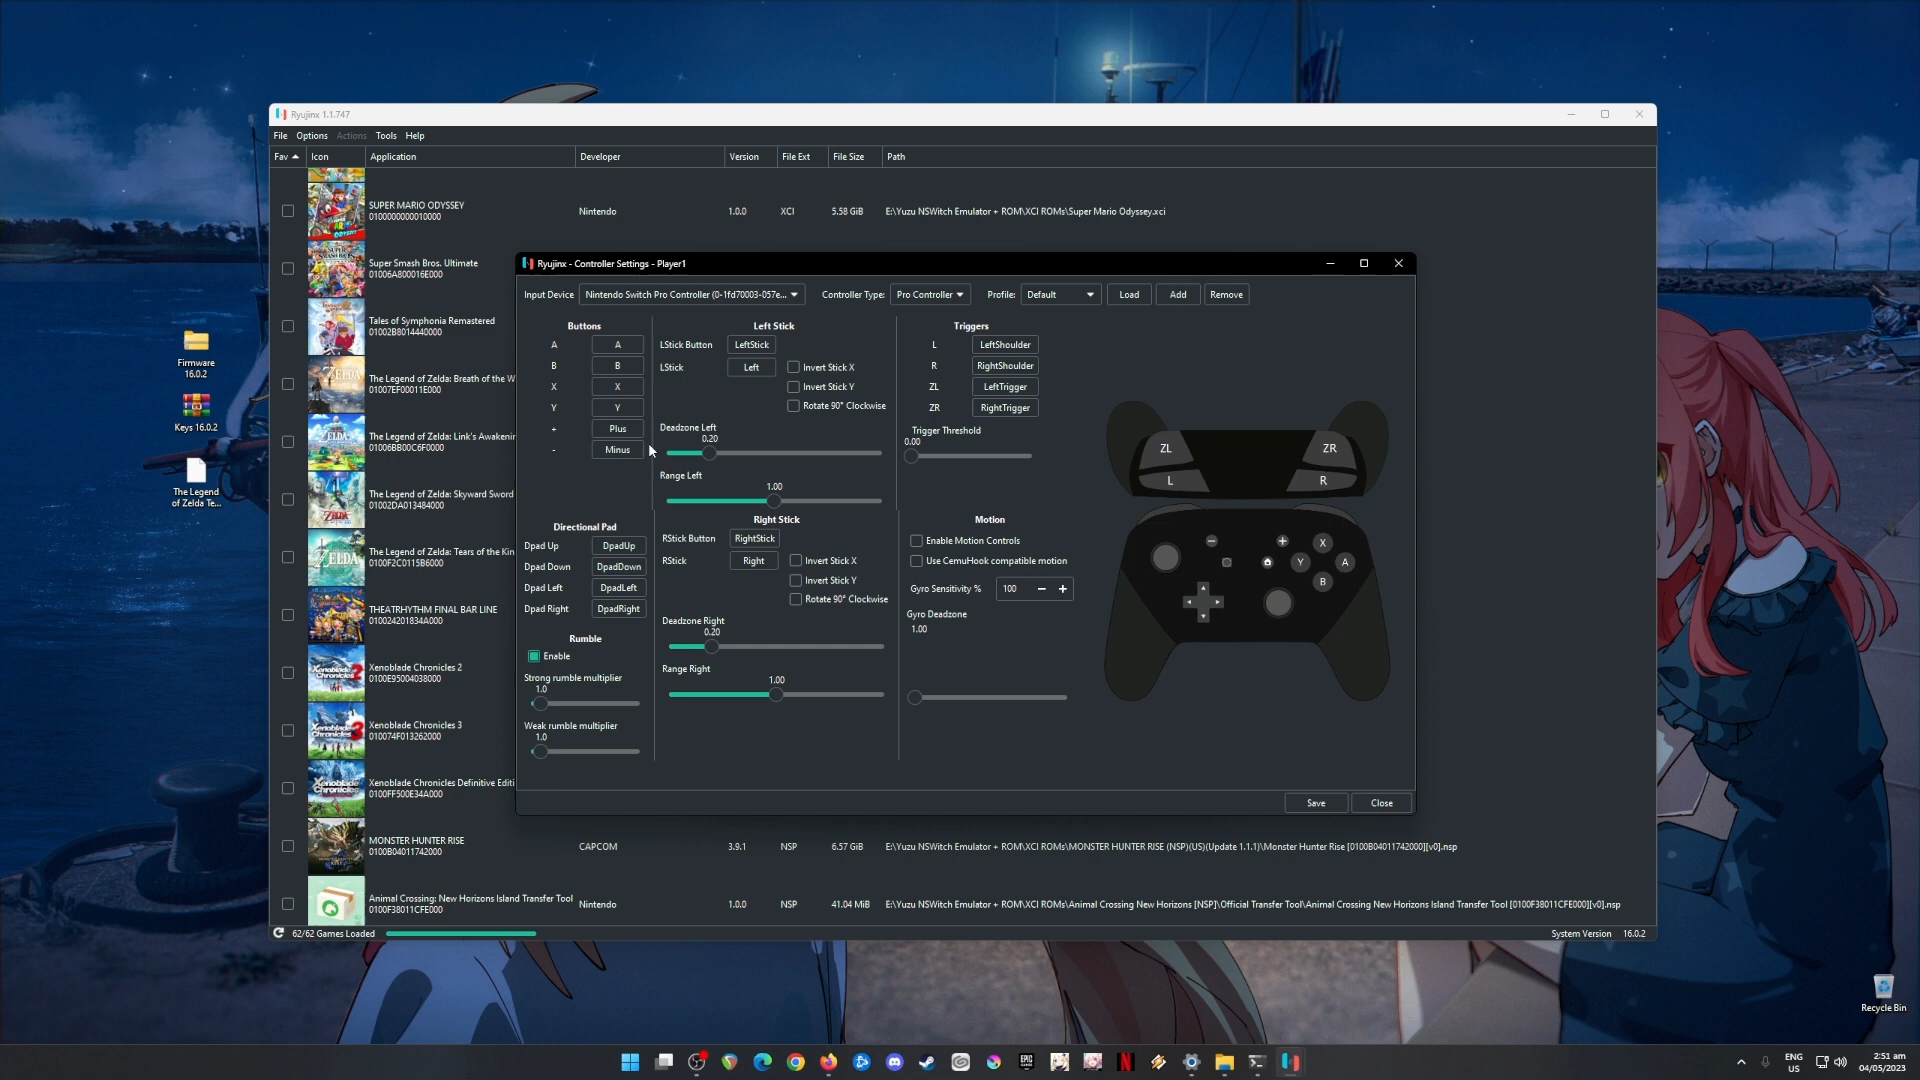 Ryujinx 1.1.747
File Options Actions Tools Help
Fav Icon Application Developer Version File Ext File Size Path
SUPER MARIO ODYSSEY
0100000000010000
Nintendo 1.0.0 XCI 5.58 GiB E:\Yuzu NSWitch Emulator + ROM\XCI ROMs\Super Mario Odyssey.xci
Super Smash Bros. Ultimate
01006A800016E000
Tales of Symphonia Remastered
01002B8014440000
The Legend of Zelda: Breath of the W
01007EF00011E000
The Legend of Zelda: Link's Awakenin
01006BB00C6F0000
The Legend of Zelda: Skyward Sword
01002DA013484000
The Legend of Zelda: Tears of the Kin
0100F2C0115B6000
THEATRHYTHM FINAL BAR LINE
010024201834A000
Xenoblade Chronicles 2
0100E95004038000
Xenoblade Chronicles 3
010074F013262000
Xenoblade Chronicles Definitive Editi
0100FF500E34A000
MONSTER HUNTER RISE
0100B04011742000
CAPCOM 3.9.1 NSP 6.57 GiB E:\Yuzu NSWitch Emulator + ROM\XCI ROMs\MONSTER HUNTER RISE (NSP)(US)(Update 1.1.1)\Monster Hunter Rise [0100B04011742000][v0].nsp
Animal Crossing: New Horizons Island Transfer Tool
0100F38011CFE000
Nintendo 1.0.0 NSP 41.04 MiB E:\Yuzu NSWitch Emulator + ROM\XCI ROMs\Animal Crossing New Horizons [NSP]\Official Transfer Tool\Animal Crossing New Horizons Island Transfer Tool [0100F38011CFE000][v0].nsp
62/62 Games Loaded
System Version 16.0.2
Ryujinx - Controller Settings - Player1
Input Device Nintendo Switch Pro Controller (0-1fd70003-057e... Controller Type: Pro Controller Profile: Default Load Add Remove
Buttons
A A
B B
X X
Y Y
+ Plus
- Minus
Left Stick
LStick Button LeftStick
LStick Left Invert Stick X
Invert Stick Y
Rotate 90° Clockwise
Deadzone Left
0.20
Range Left
1.00
Triggers
L LeftShoulder
R RightShoulder
ZL LeftTrigger
ZR RightTrigger
Trigger Threshold
0.00
Directional Pad
Dpad Up DpadUp
Dpad Down DpadDown
Dpad Left DpadLeft
Dpad Right DpadRight
Rumble
Enable
Strong rumble multiplier
1.0
Weak rumble multiplier
1.0
Right Stick
RStick Button RightStick
RStick Right Invert Stick X
Invert Stick Y
Rotate 90° Clockwise
Deadzone Right
0.20
Range Right
1.00
Motion
Enable Motion Controls
Use CemuHook compatible motion
Gyro Sensitivity % 100 − +
Gyro Deadzone
1.00
ZL ZR
L R
X
Y A
B
Save Close
Firmware
16.0.2
Keys 16.0.2
The Legend
of Zelda Te...
Recycle Bin
ENG
US
2:51 am
04/05/2023